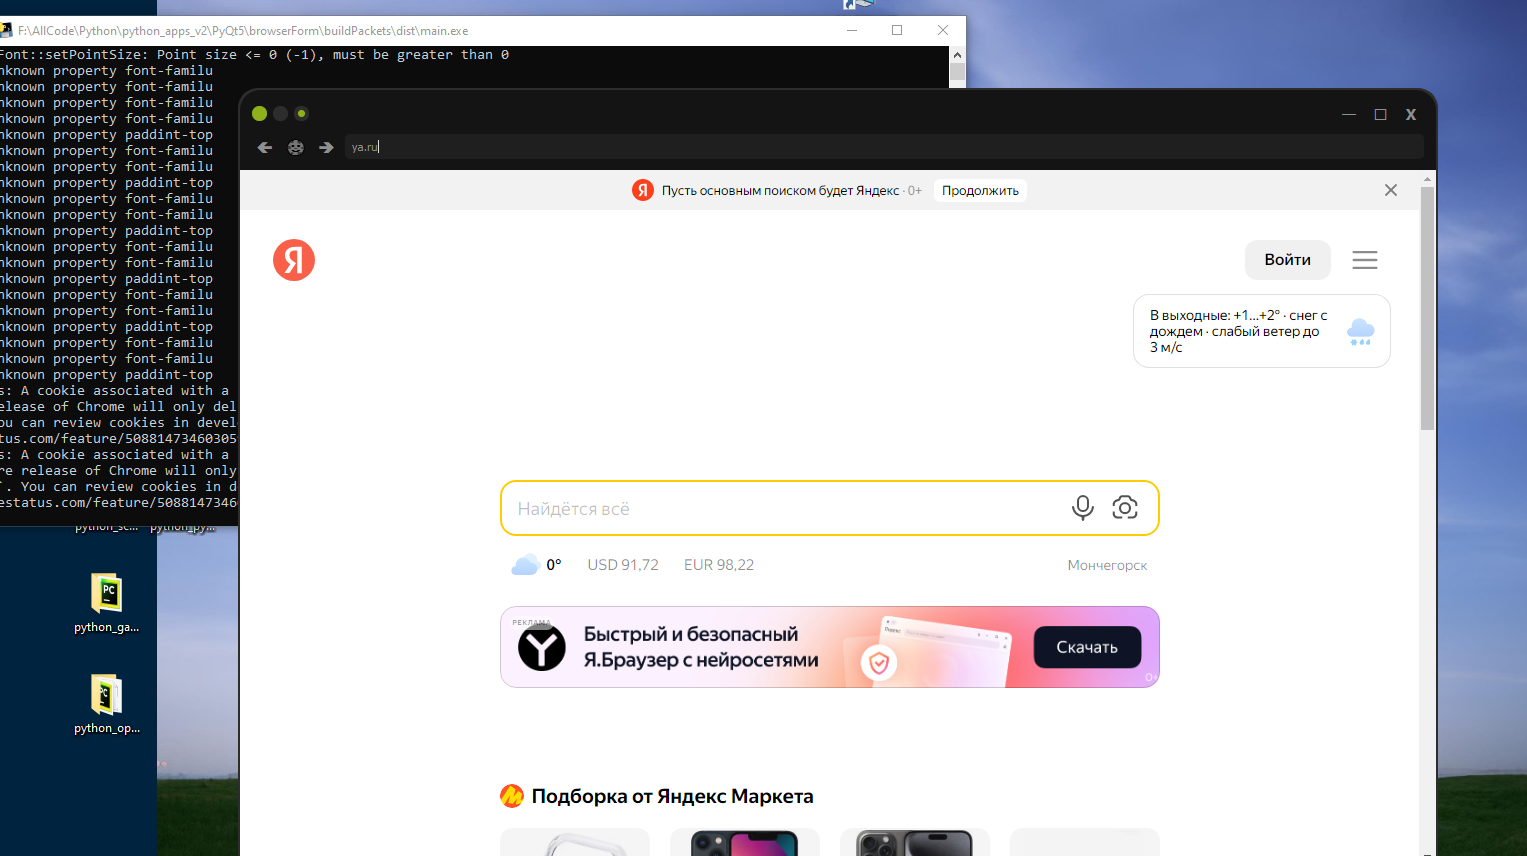 F:\AllCode\Python\python_apps_v2\PyQt5\browserForm\buildPackets\dist\main.exe
Font::setPointSize: Point size <= 0 (-1), must be greater than 0
nknown property font-familu
nknown property font-familu
nknown property font-familu
nknown property font-familu
nknown property paddint-top
nknown property font-familu
nknown property font-familu
nknown property paddint-top
nknown property font-familu
nknown property font-familu
nknown property paddint-top
nknown property font-familu
nknown property font-familu
nknown property paddint-top
nknown property font-familu
nknown property font-familu
nknown property paddint-top
nknown property font-familu
nknown property font-familu
nknown property paddint-top
s: A cookie associated with a
elease of Chrome will only del
ou can review cookies in devel
tus.com/feature/50881473460305
s: A cookie associated with a
re release of Chrome will only
`. You can review cookies in d
estatus.com/feature/5088147346
python_sc... python_py...
PC
python_ga...
PC
python_op...
X
ya.ru
Я Пусть основным поиском будет Яндекс · 0+ Продолжить
Я
Войти
В выходные: +1...+2° · снег с
дождем · слабый ветер до
3 м/с
Найдётся всё
0° USD 91,72 EUR 98,22 Мончегорск
РЕКЛАМА
Быстрый и безопасный
Я.Браузер с нейросетями
Скачать
0+
Подборка от Яндекс Маркета